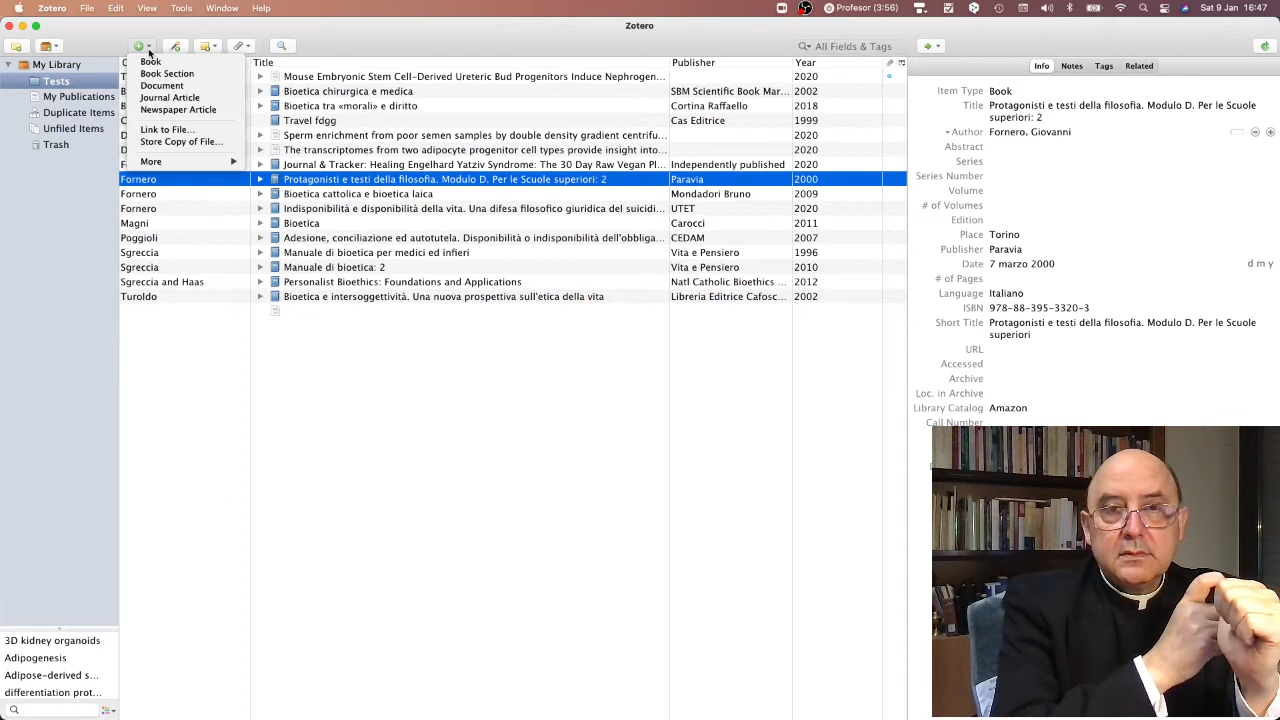 Zotero File Edit View Tools Window Help
Profesor (3:56) Sat 9 Jan 16:47
Zotero
All Fields & Tags
My Library
Tests
My Publications
Duplicate Items
Unfiled Items
Trash
Book
Book Section
Document
Journal Article
Newspaper Article
Link to File...
Store Copy of File...
More
Title Publisher Year
Mouse Embryonic Stem Cell-Derived Ureteric Bud Progenitors Induce Nephrogen... 2020
Bioetica chirurgica e medica SBM Scientific Book Mar... 2002
Bioetica tra «morali» e diritto Cortina Raffaello 2018
Travel fdgg Cas Editrice 1999
Sperm enrichment from poor semen samples by double density gradient centrifu... 2020
The transcriptomes from two adipocyte progenitor cell types provide insight into... 2020
Journal & Tracker: Healing Engelhard Yatziv Syndrome: The 30 Day Raw Vegan Pl... Independently published 2020
Fornero Protagonisti e testi della filosofia. Modulo D. Per le Scuole superiori: 2 Paravia 2000
Fornero Bioetica cattolica e bioetica laica Mondadori Bruno 2009
Fornero Indisponibilità e disponibilità della vita. Una difesa filosofico giuridica del suicidi... UTET 2020
Magni Bioetica Carocci 2011
Poggioli Adesione, conciliazione ed autotutela. Disponibilità o indisponibilità dell'obbliga... CEDAM 2007
Sgreccia Manuale di bioetica per medici ed infieri Vita e Pensiero 1996
Sgreccia Manuale di bioetica: 2 Vita e Pensiero 2010
Sgreccia and Haas Personalist Bioethics: Foundations and Applications Natl Catholic Bioethics ... 2012
Turoldo Bioetica e intersoggettività. Una nuova prospettiva sull'etica della vita Libreria Editrice Cafosc... 2002
Info Notes Tags Related
Item Type Book
Title Protagonisti e testi della filosofia. Modulo D. Per le Scuole
superiori: 2
Author Fornero, Giovanni
Abstract
Series
Series Number
Volume
# of Volumes
Edition
Place Torino
Publisher Paravia
Date 7 marzo 2000 d m y
# of Pages
Language Italiano
ISBN 978-88-395-3320-3
Short Title Protagonisti e testi della filosofia. Modulo D. Per le Scuole
superiori
URL
Accessed
Archive
Loc. in Archive
Library Catalog Amazon
Call Number
3D kidney organoids
Adipogenesis
Adipose-derived s...
differentiation prot...